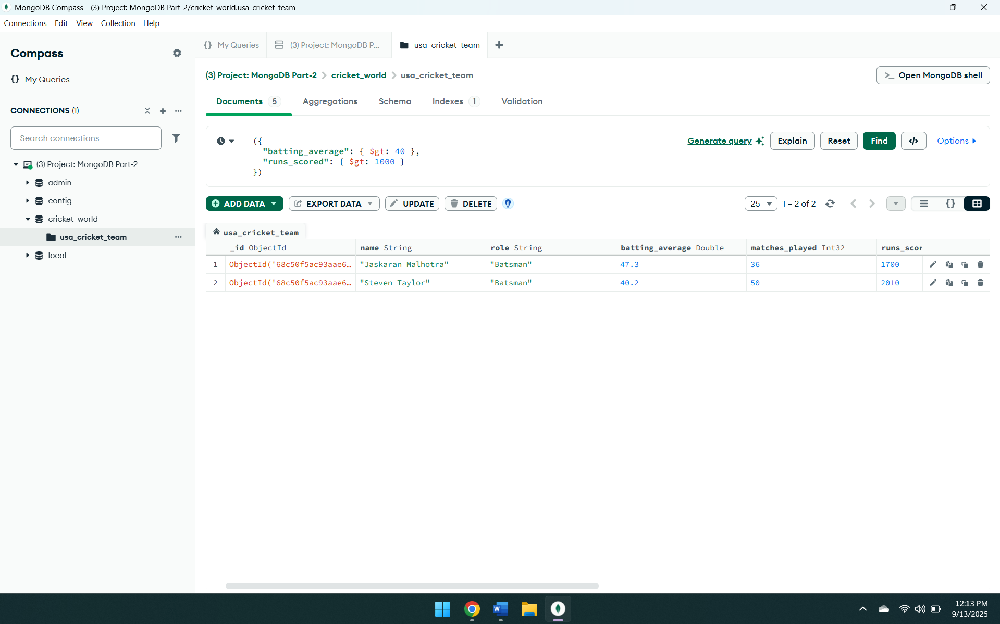 MongoDB Compass - (3) Project: MongoDB Part-2/cricket_world.usa_cricket_team
Connections Edit View Collection Help
Compass
{} My Queries
CONNECTIONS (1)
Search connections
(3) Project: MongoDB Part-2
admin
config
cricket_world
usa_cricket_team
local
{} My Queries
(3) Project: MongoDB P...
usa_cricket_team
(3) Project: MongoDB Part-2 > cricket_world > usa_cricket_team
>_ Open MongoDB shell
Documents 5 Aggregations Schema Indexes 1 Validation
({
"batting_average": { $gt: 40 },
"runs_scored": { $gt: 1000 }
})
Generate query Explain Reset Find </> Options
ADD DATA EXPORT DATA UPDATE DELETE
25 1 – 2 of 2 {}
usa_cricket_team
_id ObjectId name String role String batting_average Double matches_played Int32 runs_scor
1 ObjectId('68c50f5ac93aae6… "Jaskaran Malhotra" "Batsman" 47.3 36 1700
2 ObjectId('68c50f5ac93aae6… "Steven Taylor" "Batsman" 40.2 50 2010
W
12:13 PM
9/13/2025